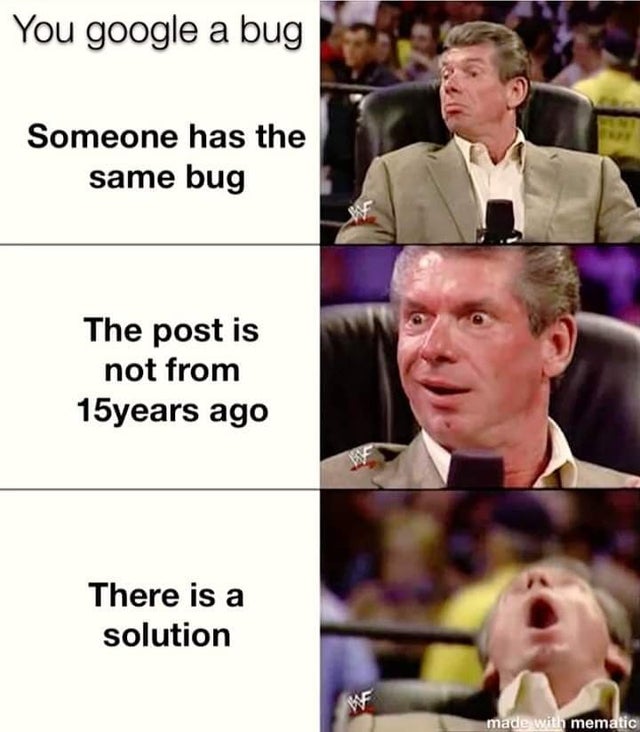 You google a bug
Someone has the
same bug
The post is
not from
15years ago
There is a
solution
made with mematic